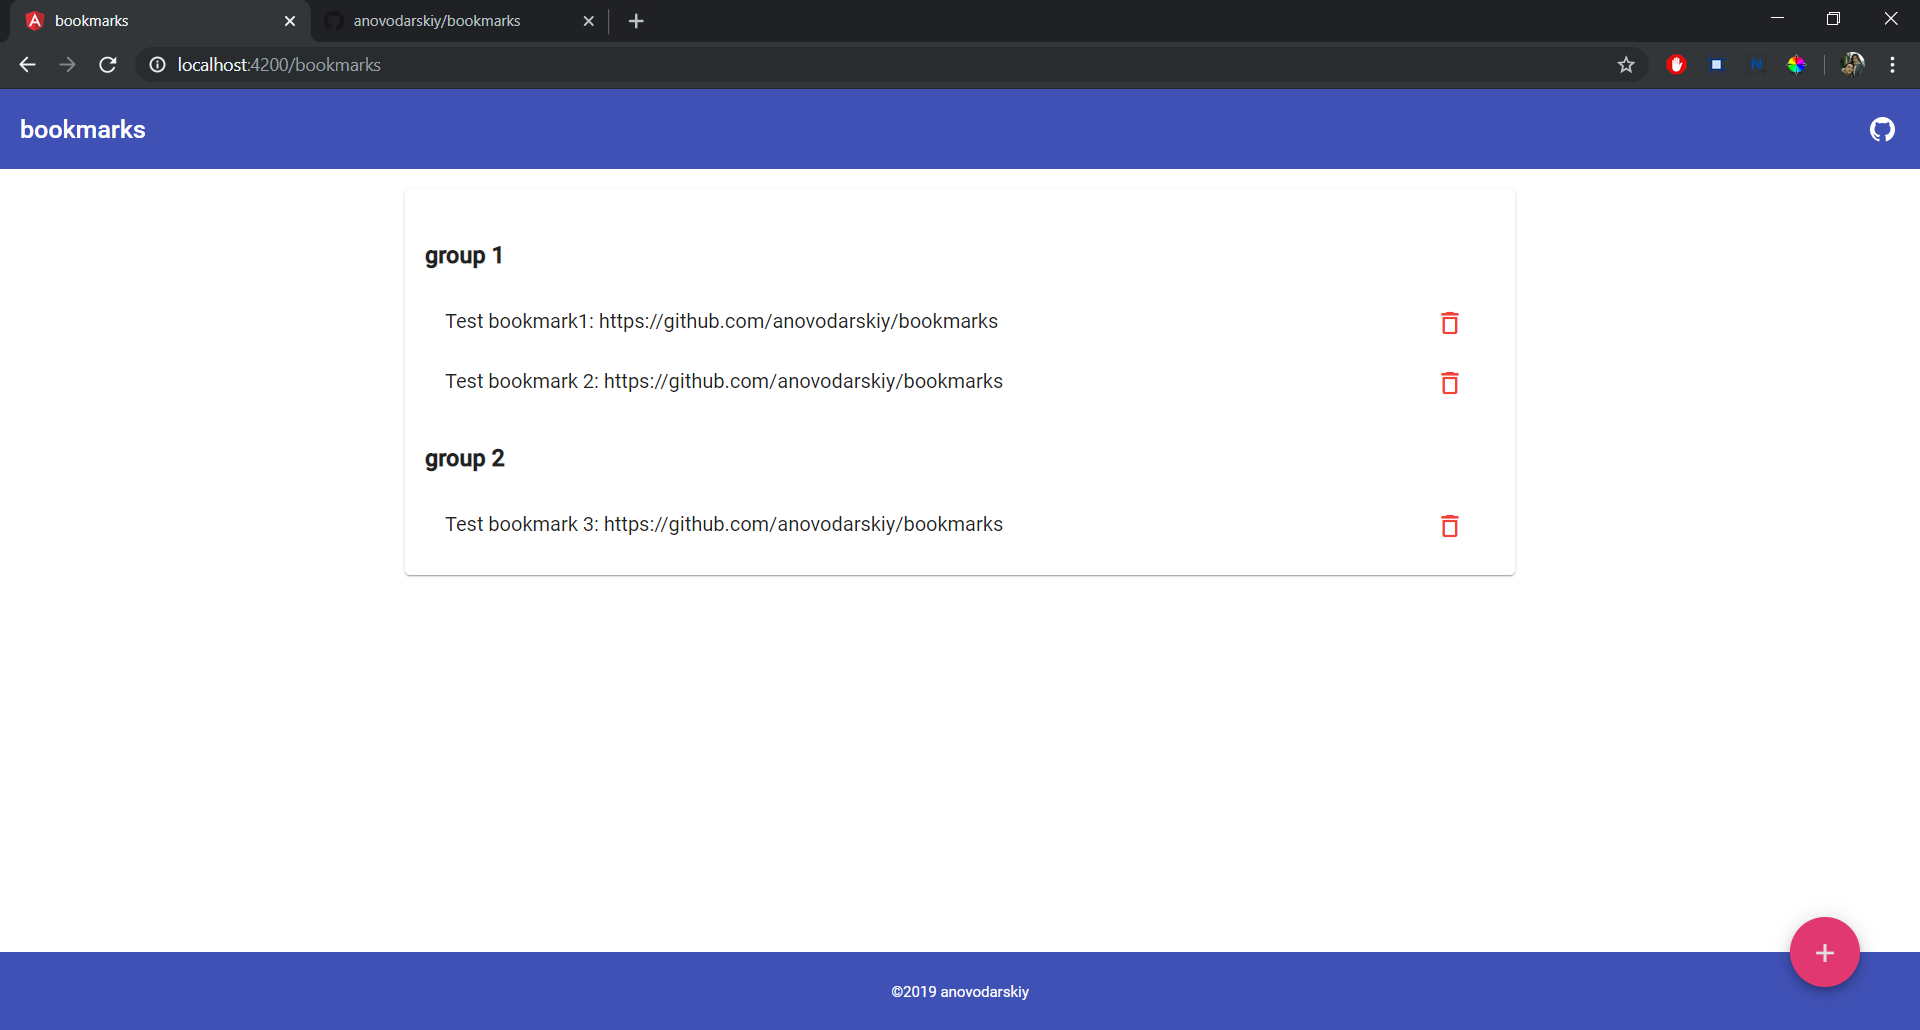 bookmarks
anovodarskiy/bookmarks
localhost:4200/bookmarks
bookmarks
group 1
Test bookmark1: https://github.com/anovodarskiy/bookmarks
Test bookmark 2: https://github.com/anovodarskiy/bookmarks
group 2
Test bookmark 3: https://github.com/anovodarskiy/bookmarks
©2019 anovodarskiy